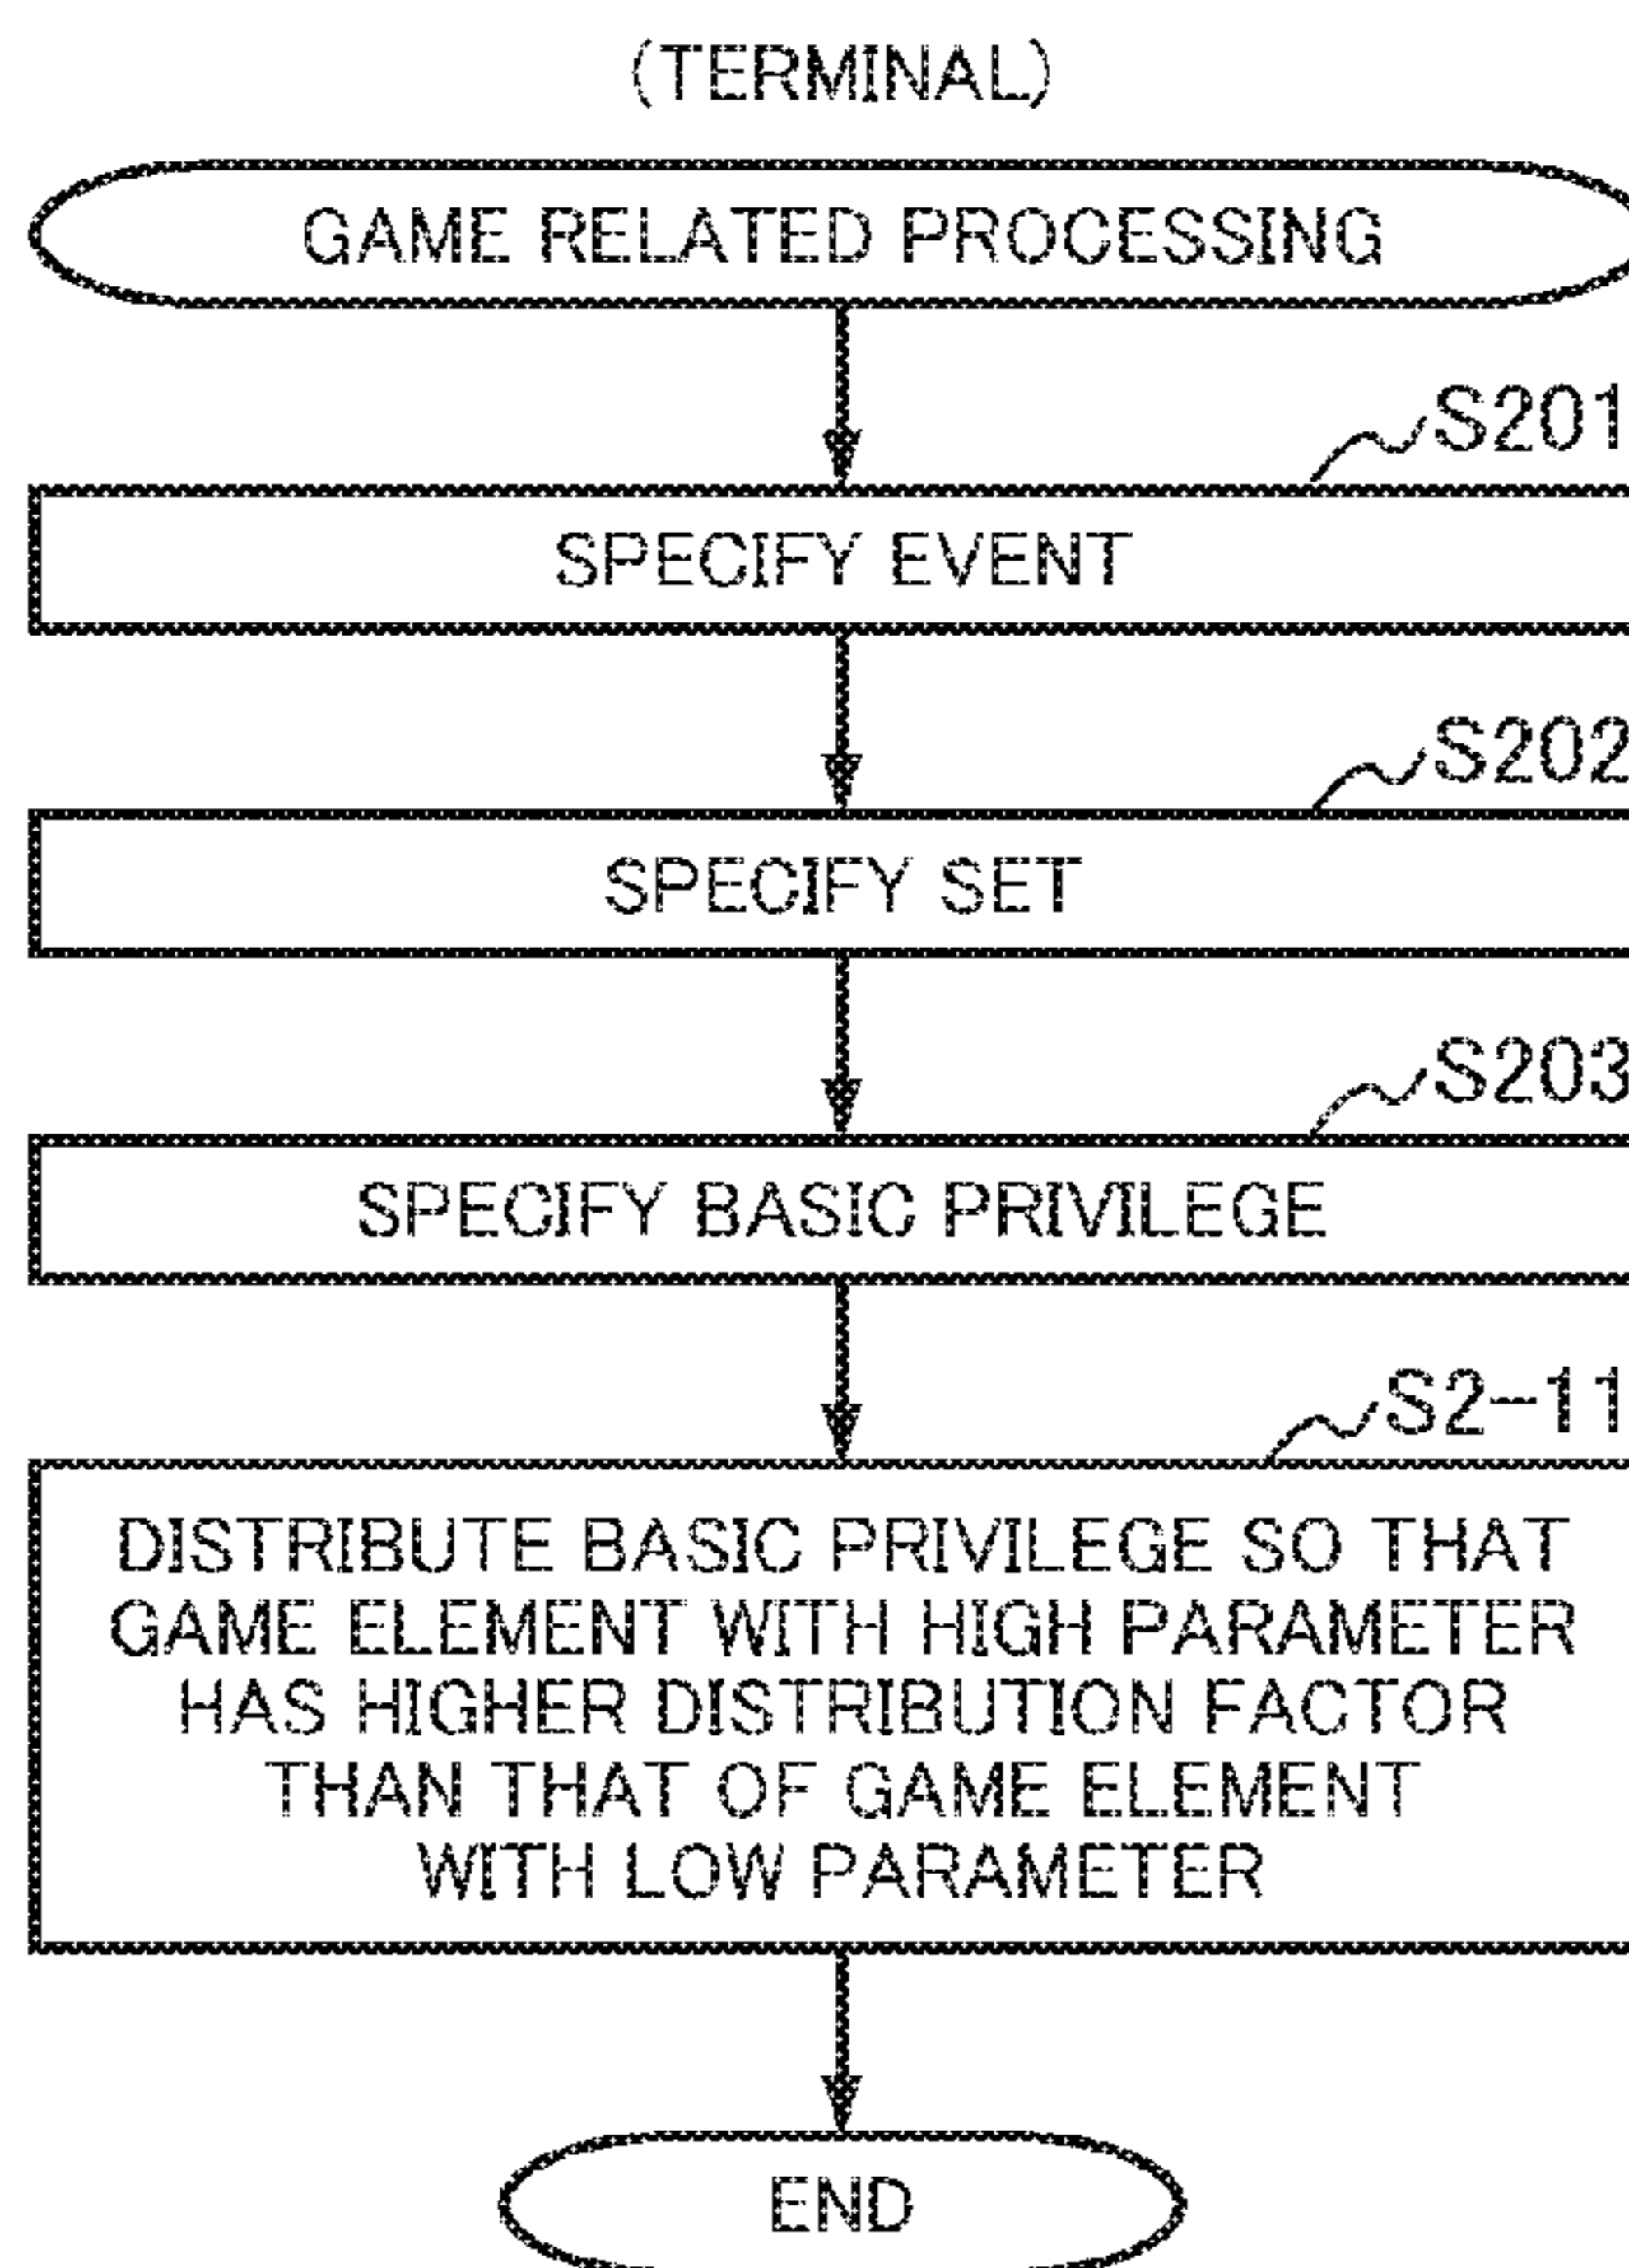 (TERMINAL)
GAME RELATED PROCESSING
S201
SPECIFY EVENT
S202
SPECIFY SET
S203
SPECIFY BASIC PRIVILEGE
S2-11
DISTRIBUTE BASIC PRIVILEGE SO THAT
GAME ELEMENT WITH HIGH PARAMETER
HAS HIGHER DISTRIBUTION FACTOR
THAN THAT OF GAME ELEMENT
WITH LOW PARAMETER
END